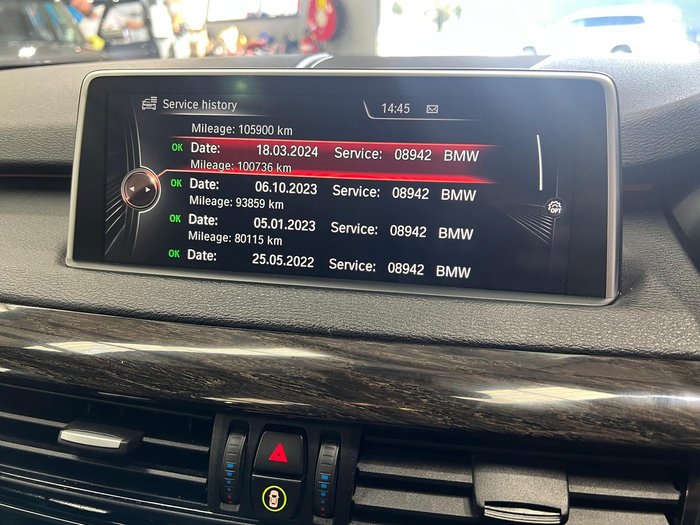 Service history 14:45
Mileage: 105900 km
OK Date: 18.03.2024 Service: 08942 BMW
Mileage: 100736 km
OK Date: 06.10.2023 Service: 08942 BMW
Mileage: 93859 km
OK Date: 05.01.2023 Service: 08942 BMW
Mileage: 80115 km
OK Date: 25.05.2022 Service: 08942 BMW
OPT